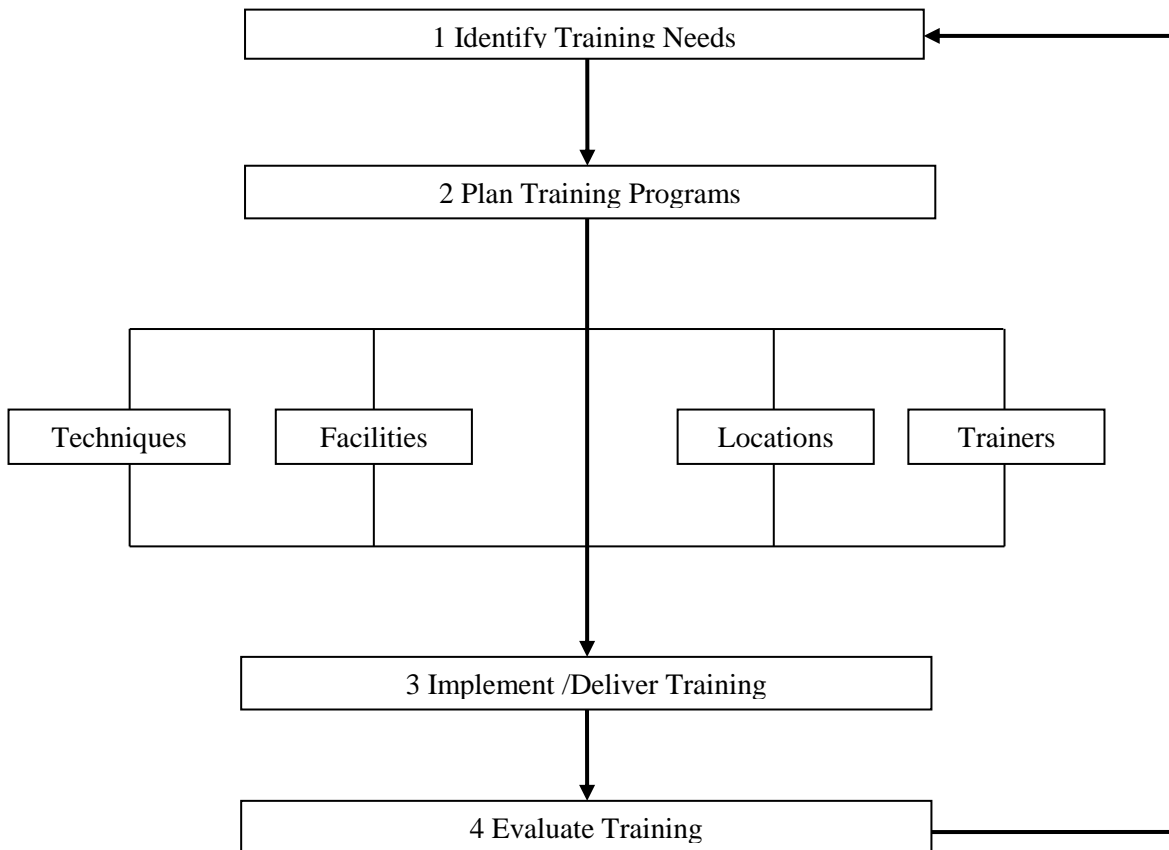 1 Identify Training Needs
2 Plan Training Programs
Techniques
Facilities
Locations
Trainers
3 Implement /Deliver Training
4 Evaluate Training